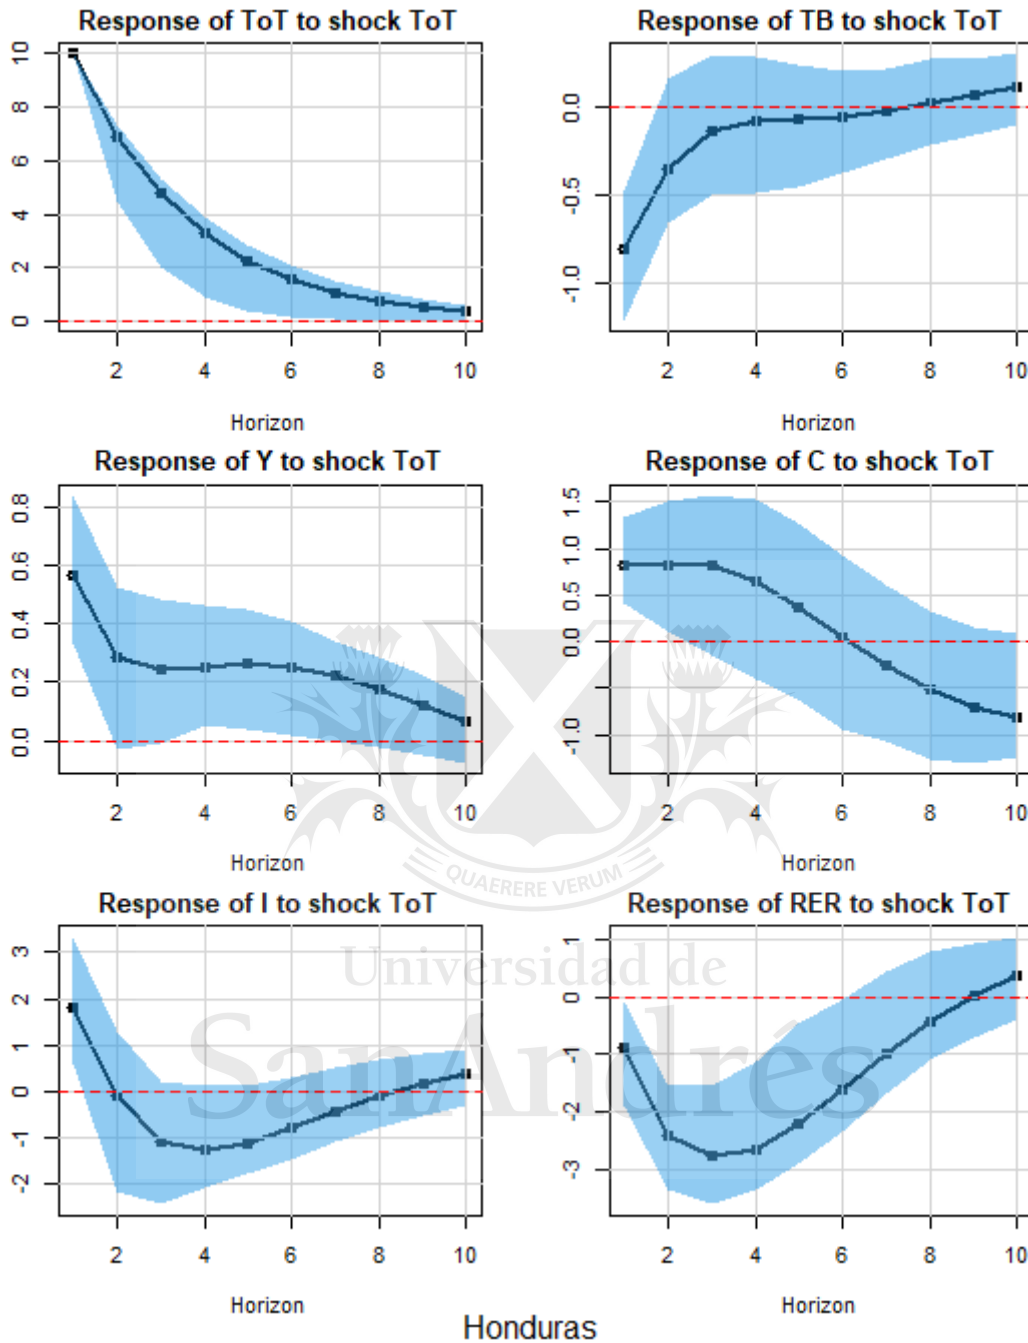 Response of ToT to shock ToT
Response of TB to shock ToT
10
8
6
4
2
0
0.0
-0.5
-1.0
2 4 6 8 10
2 4 6 8 10
Horizon
Horizon
Response of Y to shock ToT
Response of C to shock ToT
0.8
0.6
0.4
0.2
0.0
1.5
1.0
0.5
0.0
-1.0
2 4 6 8 10
2 4 6 8 10
Horizon
Horizon
QUAERERE VERUM
Response of I to shock ToT
Response of RER to shock ToT
3
2
1
0
-1
-2
1
0
-1
-2
-3
Universidad de
SanAndrés
2 4 6 8 10
2 4 6 8 10
Horizon
Horizon
Honduras